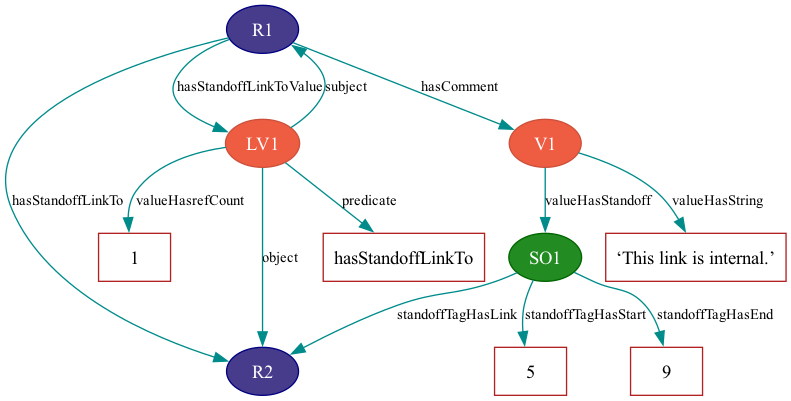 R1
hasStandoffLinkToValue
subject
hasComment
LV1
V1
hasStandoffLinkTo
valueHasrefCount
predicate
valueHasStandoff
valueHasString
1
object
hasStandoffLinkTo
SO1
‘This link is internal.’
standoffTagHasLink
standoffTagHasStart
standoffTagHasEnd
R2
5
9